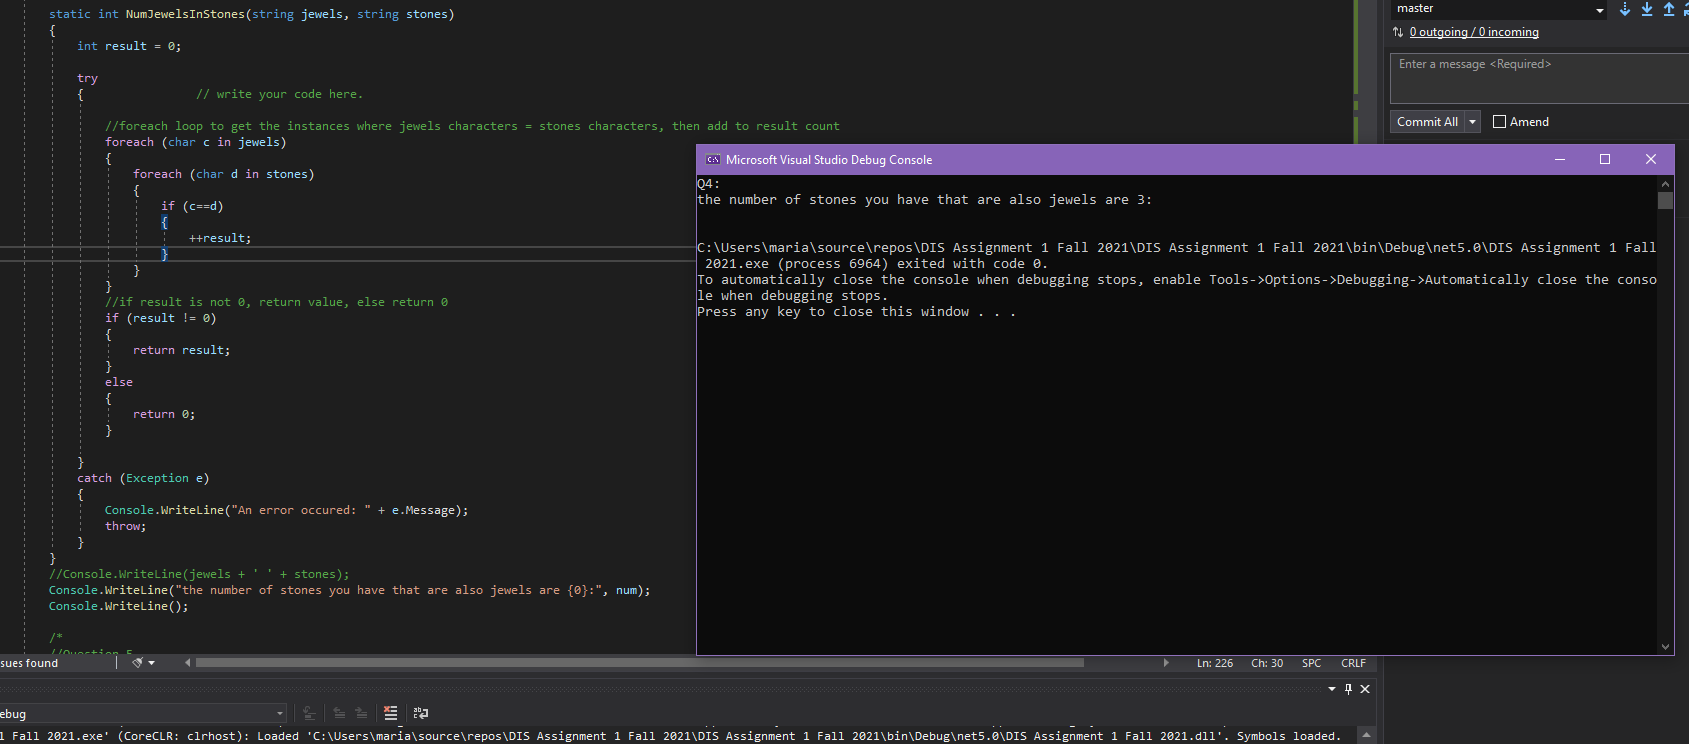 static int NumJewelsInStones(string jewels, string stones)
{
int result = 0;
try
{ // write your code here.
//foreach loop to get the instances where jewels characters = stones characters, then add to result count
foreach (char c in jewels)
{
foreach (char d in stones)
{
if (c==d)
{
++result;
}
}
}
//if result is not 0, return value, else return 0
if (result != 0)
{
return result;
}
else
{
return 0;
}
}
catch (Exception e)
{
Console.WriteLine("An error occured: " + e.Message);
throw;
}
}
//Console.WriteLine(jewels + ' ' + stones);
Console.WriteLine("the number of stones you have that are also jewels are {0}:", num);
Console.WriteLine();
/*
//Question 5
sues found
Ln: 226 Ch: 30 SPC CRLF
ebug
l Fall 2021.exe' (CoreCLR: clrhost): Loaded 'C:\Users\maria\source\repos\DIS Assignment 1 Fall 2021\DIS Assignment 1 Fall 2021\bin\Debug\net5.0\DIS Assignment 1 Fall 2021.dll'. Symbols loaded.
Microsoft Visual Studio Debug Console
Q4:
the number of stones you have that are also jewels are 3:
C:\Users\maria\source\repos\DIS Assignment 1 Fall 2021\DIS Assignment 1 Fall 2021\bin\Debug\net5.0\DIS Assignment 1 Fall
2021.exe (process 6964) exited with code 0.
To automatically close the console when debugging stops, enable Tools->Options->Debugging->Automatically close the conso
le when debugging stops.
Press any key to close this window . . .
master
0 outgoing / 0 incoming
Enter a message <Required>
Commit All Amend